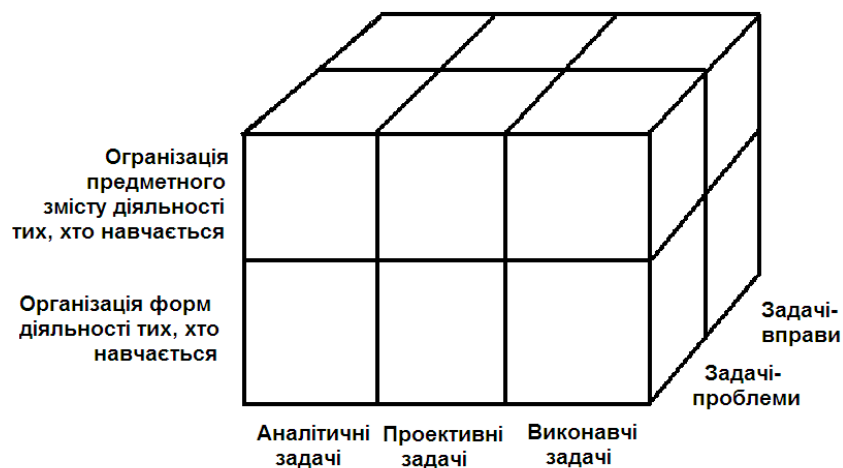 Огранізація
предметного
змісту діяльності
тих, хто навчається
Організація форм
діяльності тих, хто
навчається
Задачі-
вправи
Задачі-
проблеми
Аналітичні
задачі
Проективні
задачі
Виконавчі
задачі